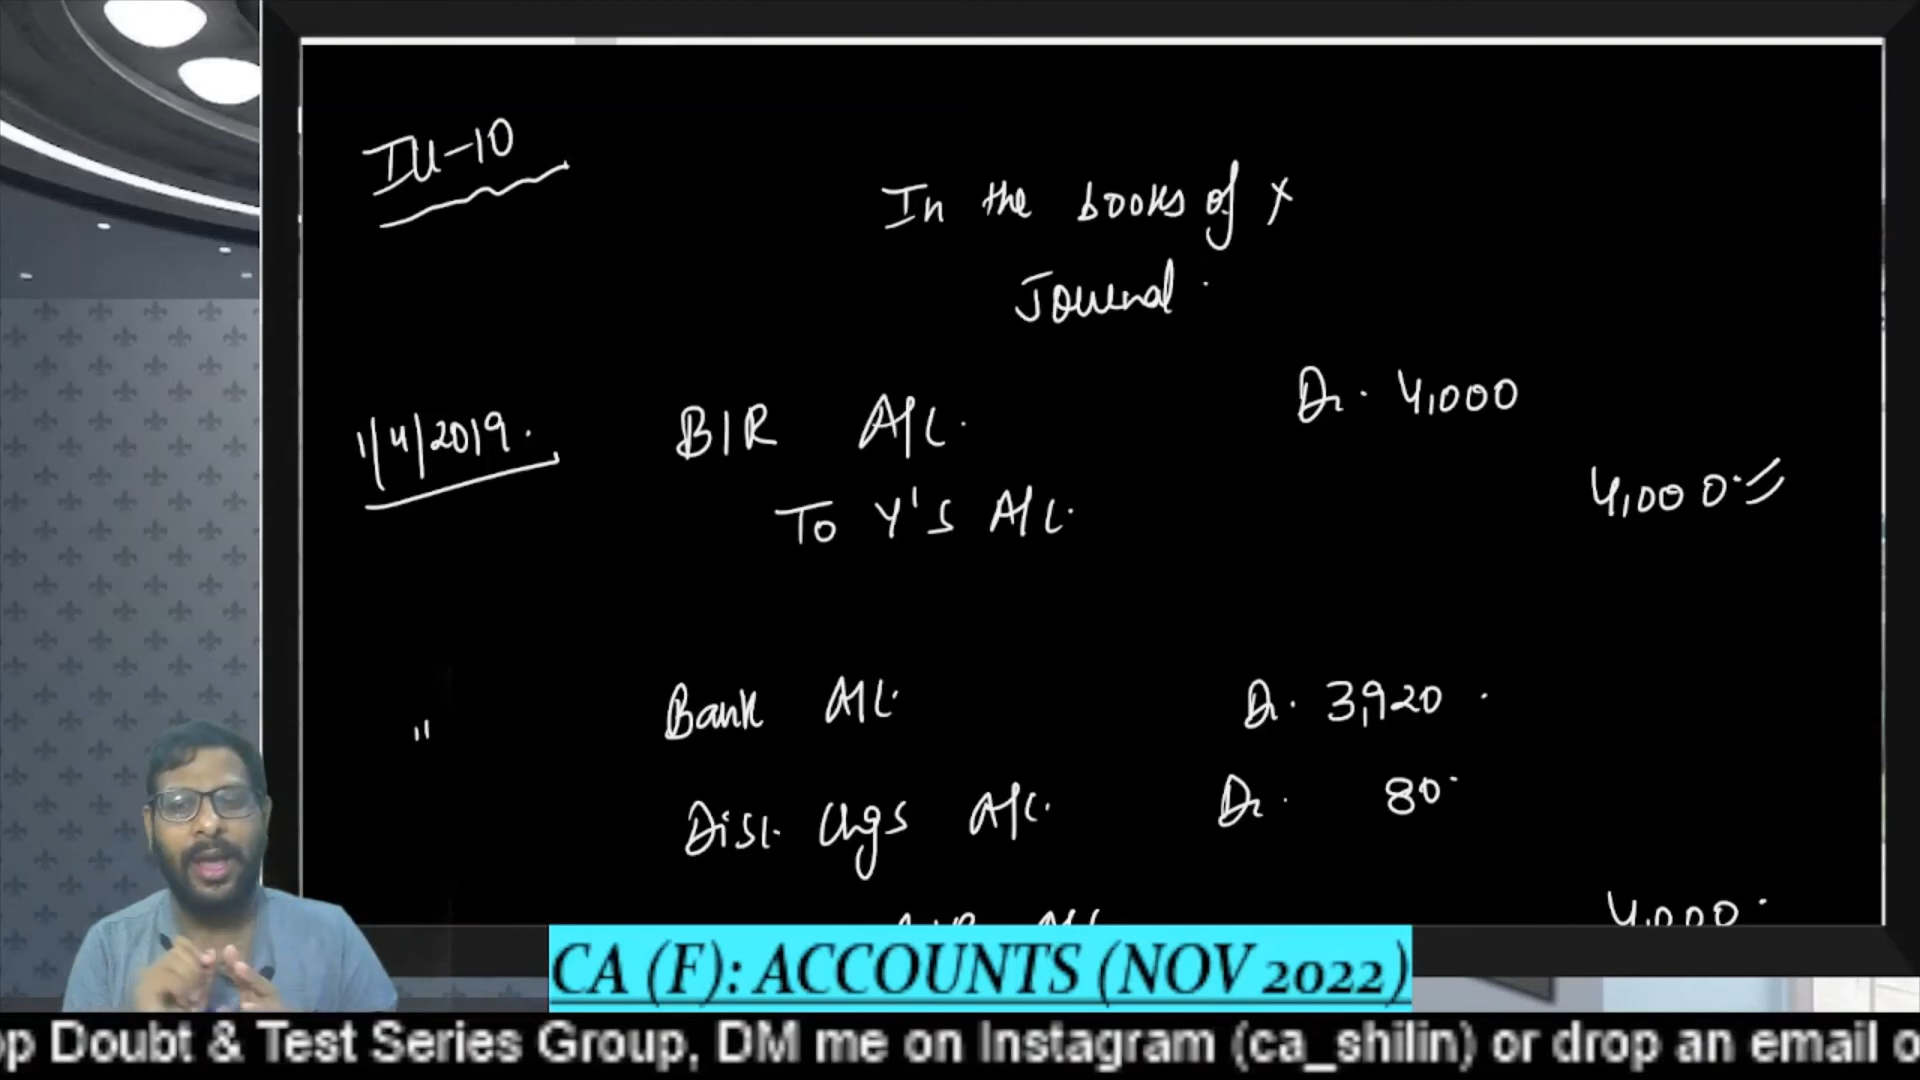 Ill-10
In the books of X
Journal.
1/4/2019. B/R A/c. Dr. 4,000
To Y's A/c. 4,000
" Bank A/c. Dr. 3,920
Disc. Chgs A/c. Dr. 80
B/R A/c 4,000
CA (F): ACCOUNTS (NOV 2022)
op Doubt & Test Series Group, DM me on Instagram (ca_shilin) or drop an email o